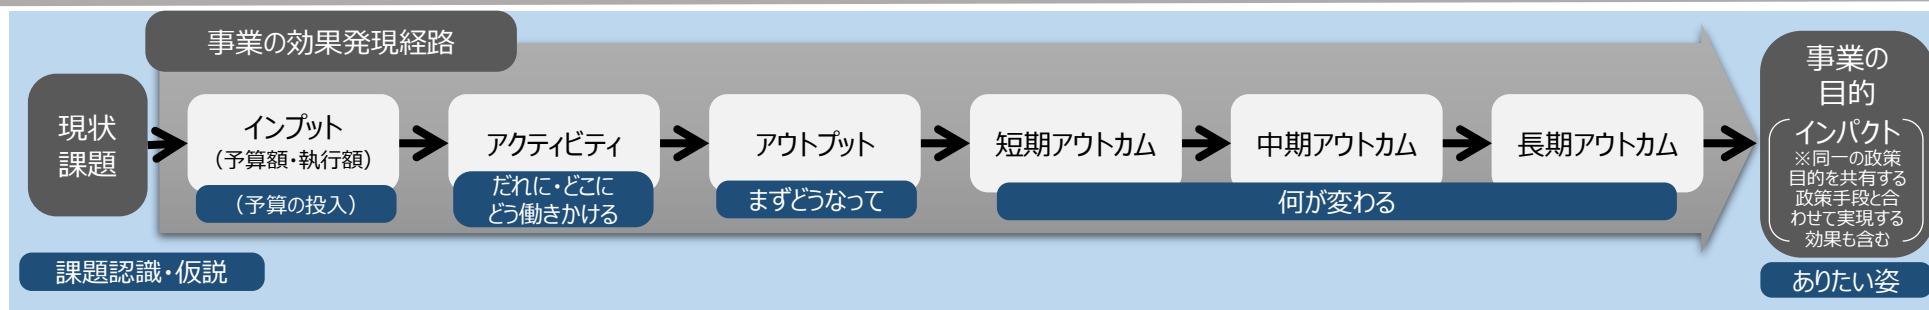 事業の効果発現経路
現状
課題
インプット
(予算額・執行額)
(予算の投入)
アクティビティ
だれに・どこに
どう働きかける
アウトプット
まずどうなって
短期アウトカム
中期アウトカム
長期アウトカム
何が変わる
事業の
目的
インパクト
※同一の政策
目的を共有する
政策手段と合
わせて実現する
効果も含む
課題認識・仮説
ありたい姿